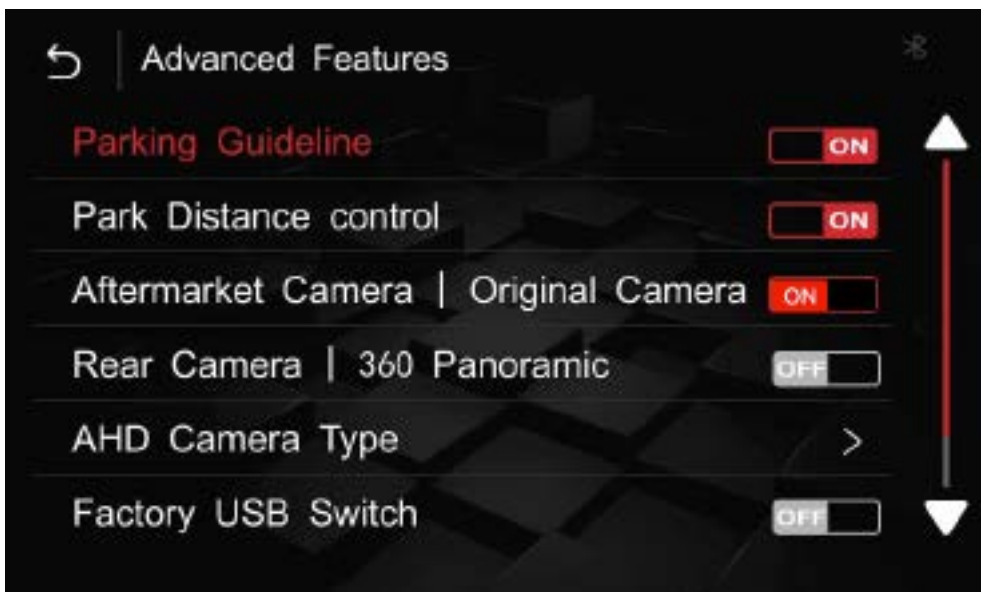 Advanced Features
Parking Guideline ON
Park Distance control ON
Aftermarket Camera | Original Camera ON
Rear Camera | 360 Panoramic OFF
AHD Camera Type >
Factory USB Switch OFF